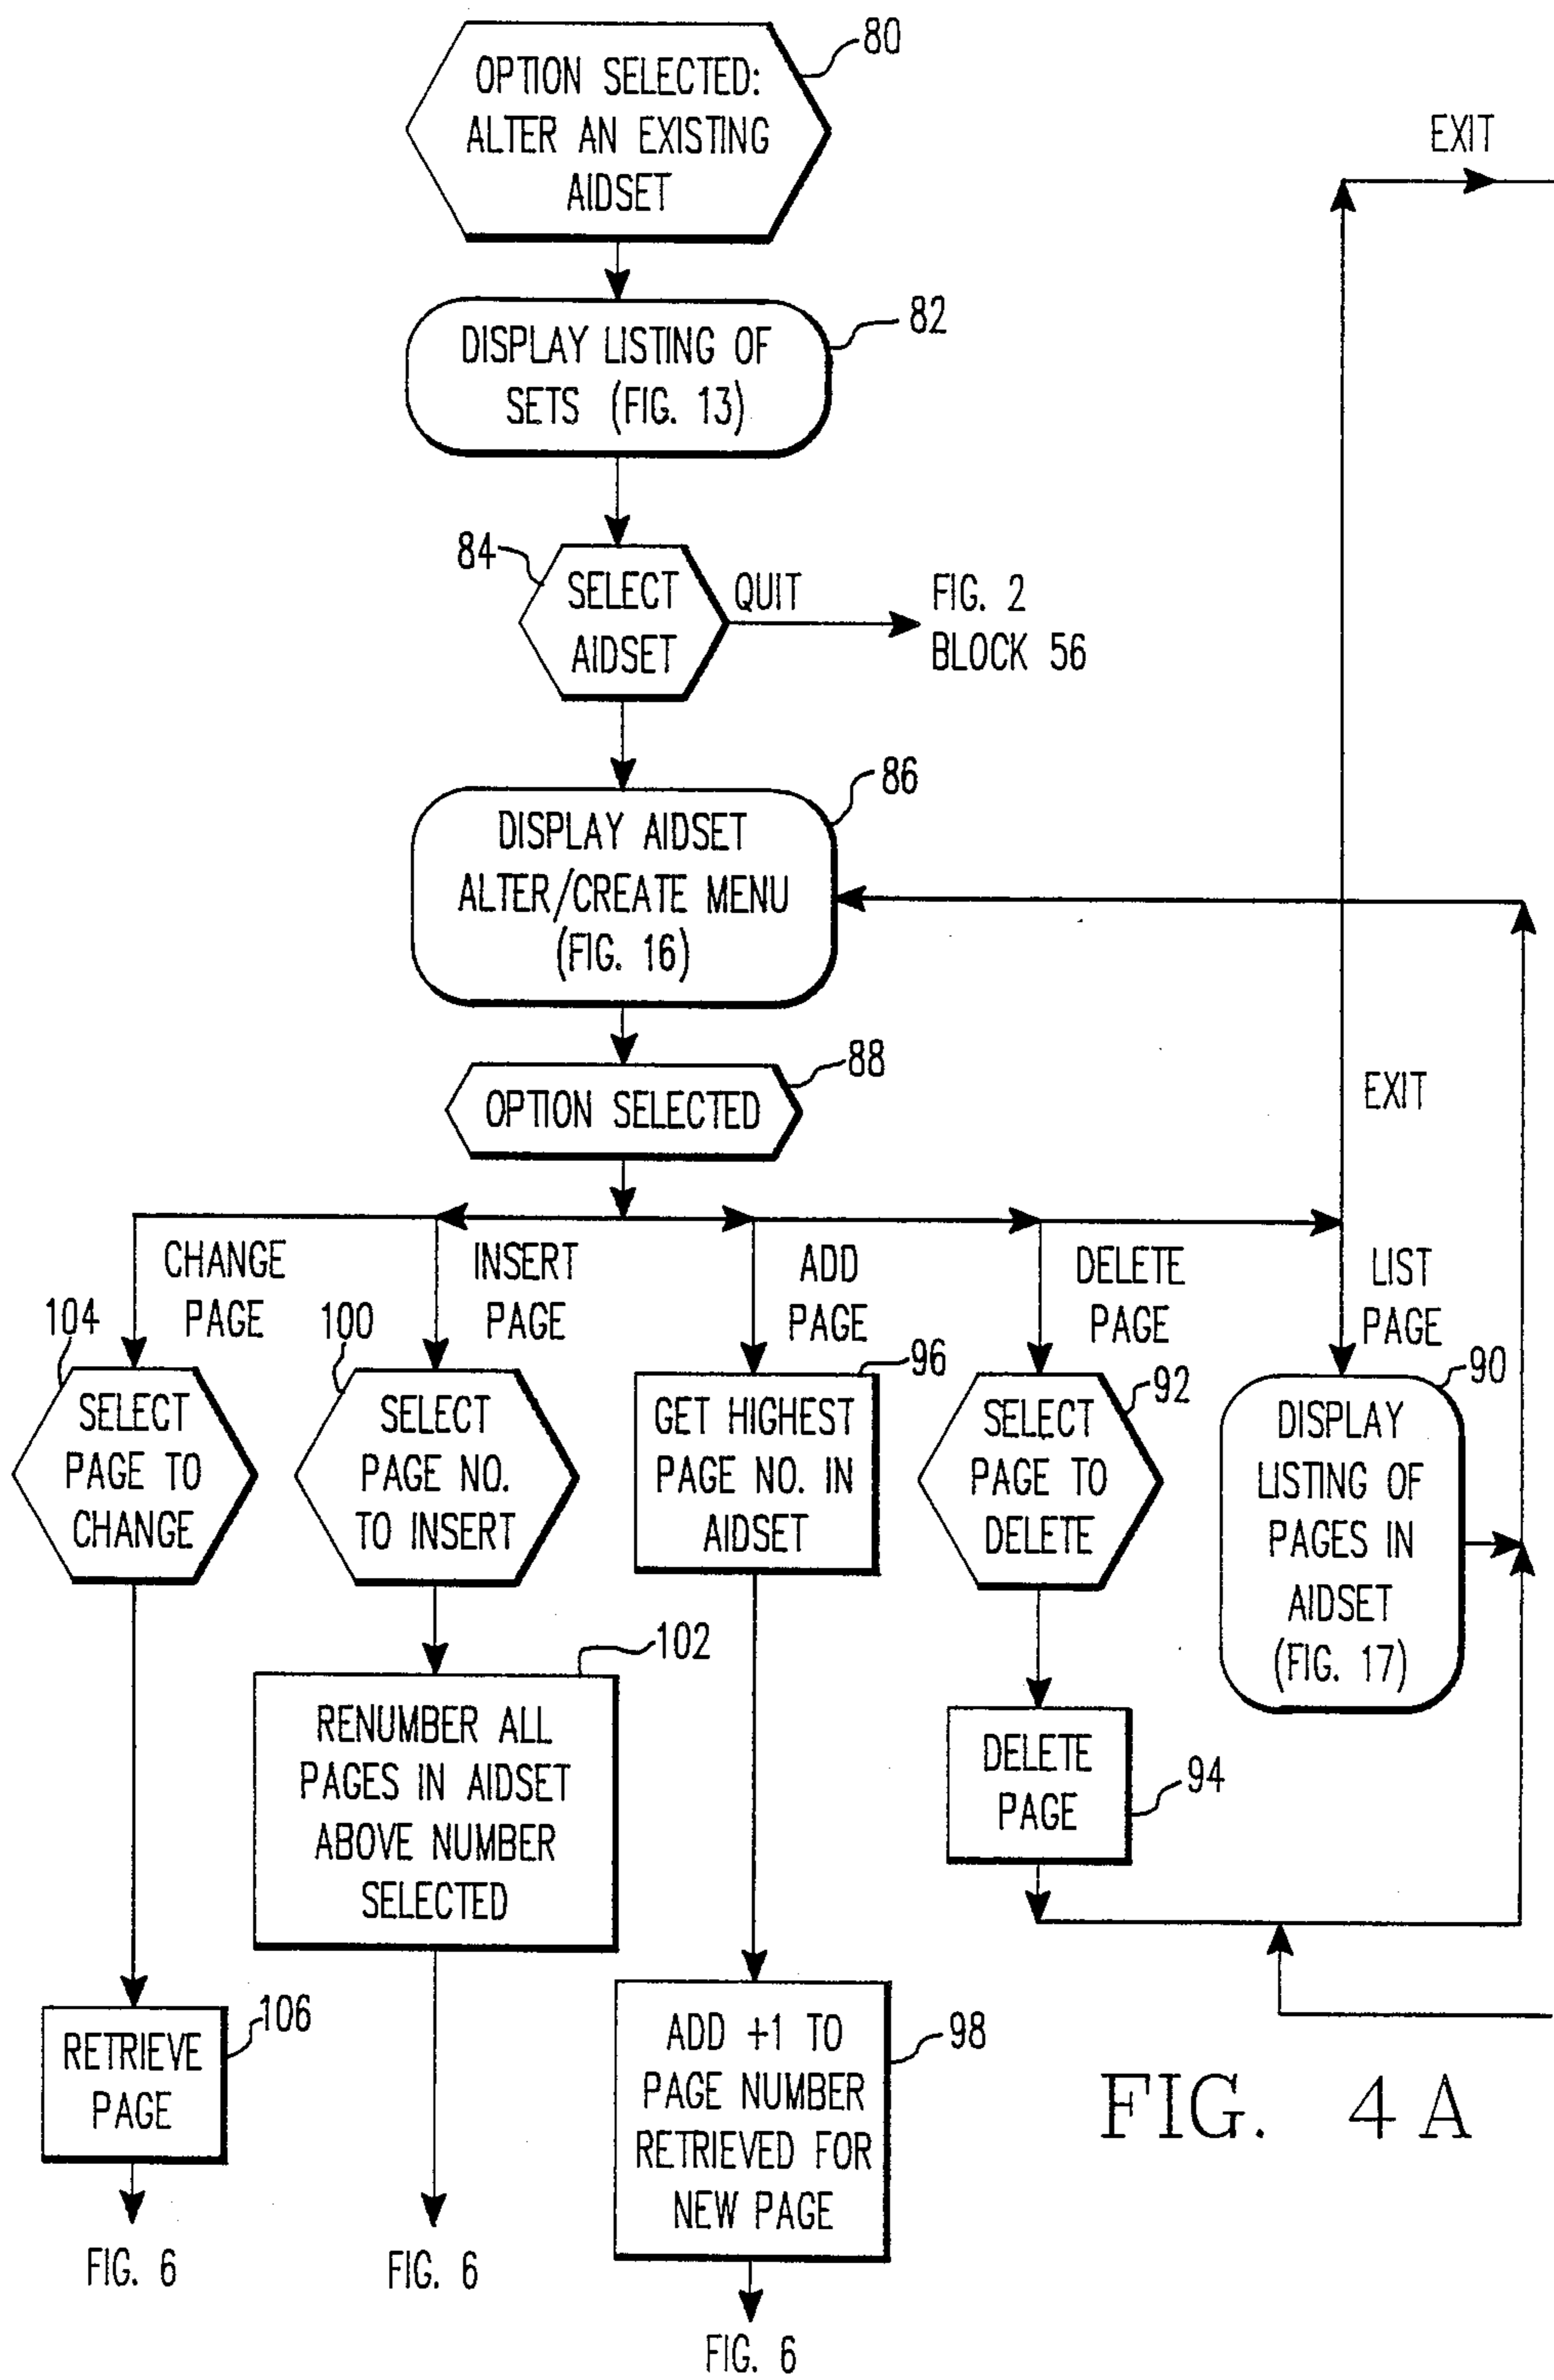 80
OPTION SELECTED:
ALTER AN EXISTING
AIDSET
EXIT
82
DISPLAY LISTING OF
SETS (FIG. 13)
84
SELECT
AIDSET
QUIT
FIG. 2
BLOCK 56
86
DISPLAY AIDSET
ALTER/CREATE MENU
(FIG. 16)
88
OPTION SELECTED
EXIT
CHANGE
PAGE
INSERT
PAGE
ADD
PAGE
DELETE
PAGE
LIST
PAGE
104
SELECT
PAGE TO
CHANGE
100
SELECT
PAGE NO.
TO INSERT
96
GET HIGHEST
PAGE NO. IN
AIDSET
92
SELECT
PAGE TO
DELETE
90
DISPLAY
LISTING OF
PAGES IN
AIDSET
(FIG. 17)
102
RENUMBER ALL
PAGES IN AIDSET
ABOVE NUMBER
SELECTED
DELETE
PAGE
94
106
RETRIEVE
PAGE
98
ADD +1 TO
PAGE NUMBER
RETRIEVED FOR
NEW PAGE
FIG. 6
FIG. 6
FIG. 6
FIG. 4A